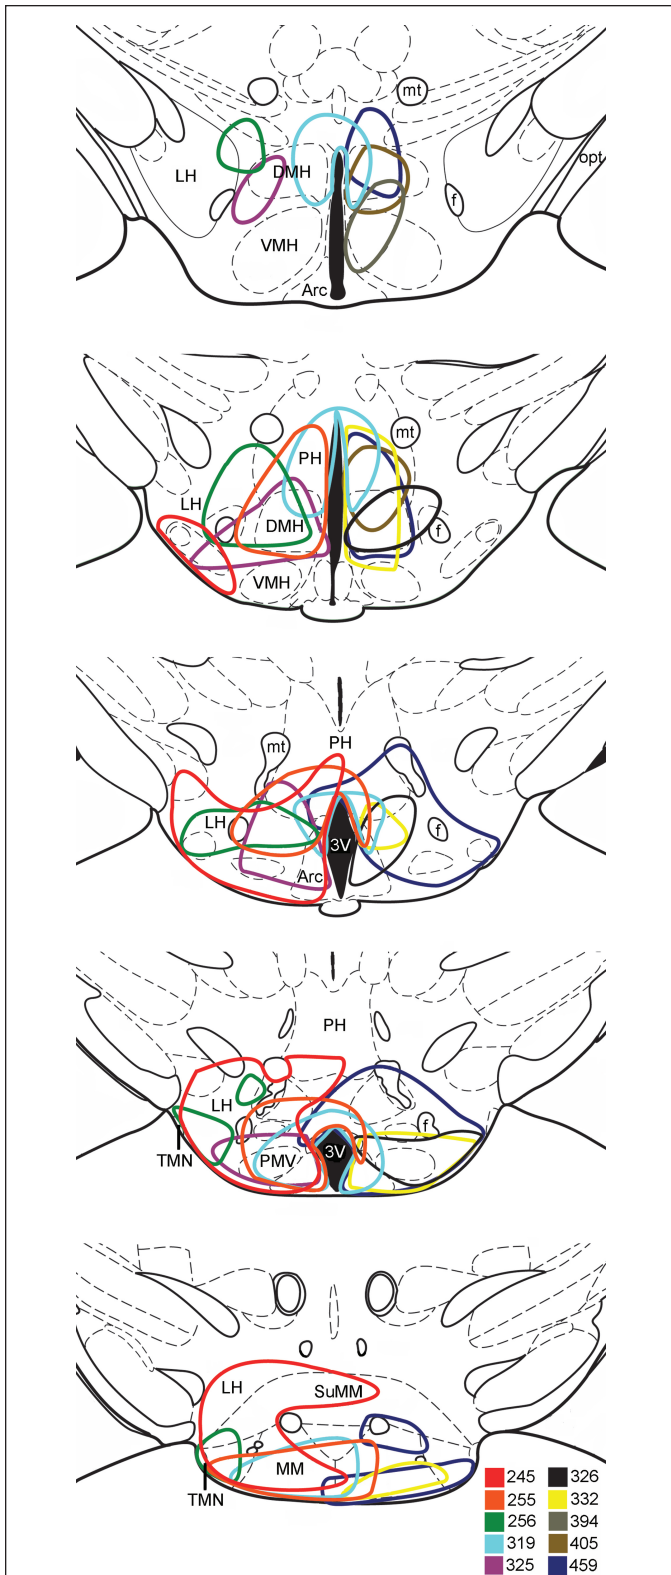 mt
LH
DMH
opt
f
VMH
Arc
mt
PH
LH
DMH
f
VMH
PH
mt
LH
f
3V
Arc
PH
LH
f
TMN
PMV
3V
LH
SuMM
MM
TMN
245
326
255
332
256
394
319
405
325
459